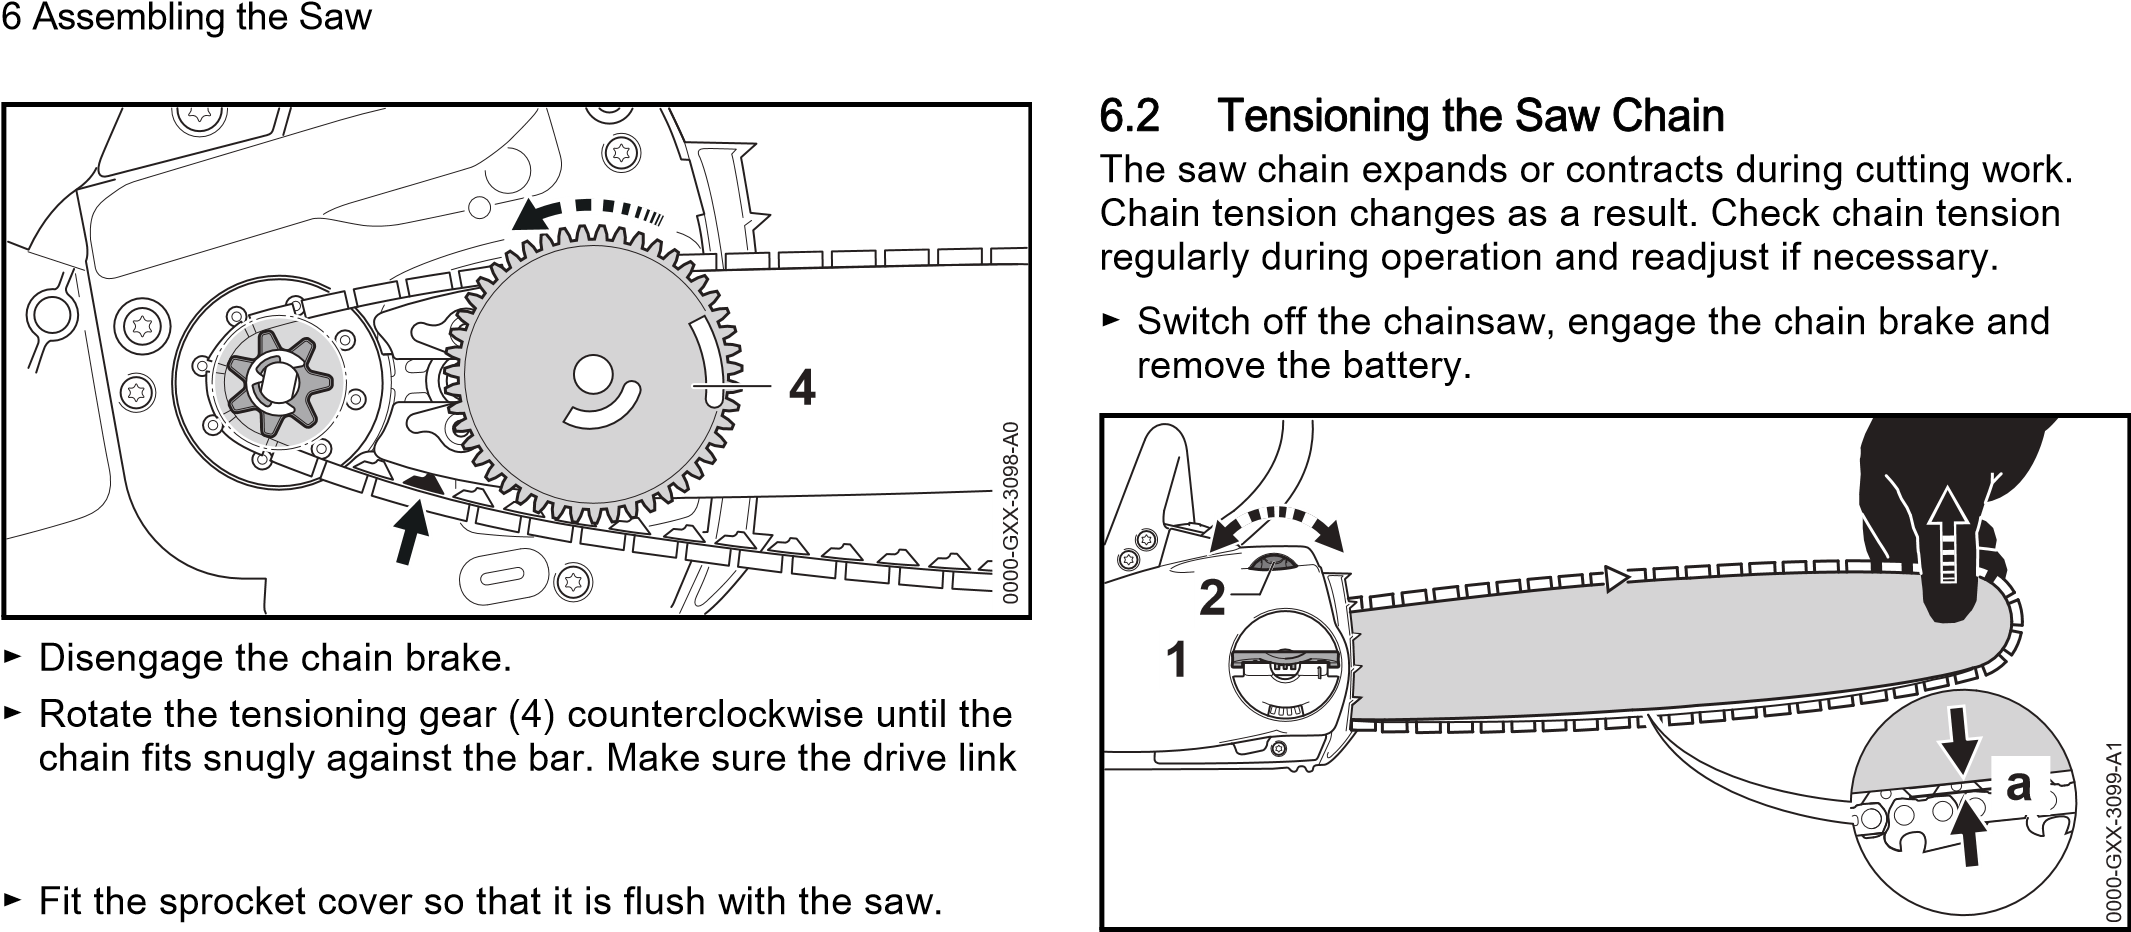 6 Assembling the Saw
4
0000-GXX-3098-A0
► Disengage the chain brake.
► Rotate the tensioning gear (4) counterclockwise until the
chain fits snugly against the bar. Make sure the drive link
► Fit the sprocket cover so that it is flush with the saw.
6.2 Tensioning the Saw Chain
The saw chain expands or contracts during cutting work.
Chain tension changes as a result. Check chain tension
regularly during operation and readjust if necessary.
► Switch off the chainsaw, engage the chain brake and
remove the battery.
2
1
a
0000-GXX-3099-A1